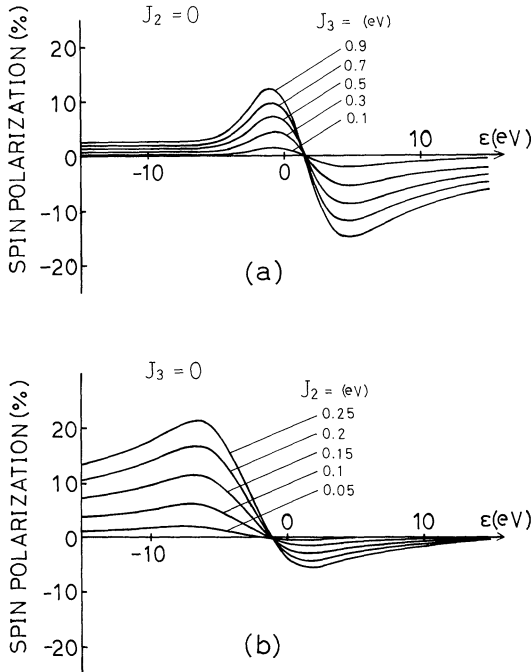 J2 = 0
J3 = (eV)
0.9
0.7
0.5
0.3
0.1
SPIN POLARIZATION(%)
20
10
0
-10
-20
-10
0
10
ε(eV)
(a)
J3 = 0
J2 = (eV)
0.25
0.2
0.15
0.1
0.05
SPIN POLARIZATION(%)
20
10
0
-10
-20
-10
0
10
ε(eV)
(b)